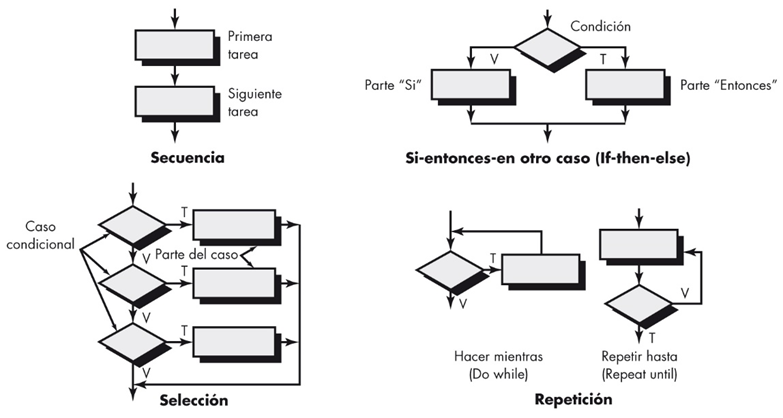 Primera
tarea
Siguiente
tarea
Secuencia
Condición
V
T
Parte “Si”
Parte “Entonces”
Si-entonces-en otro caso (If-then-else)
Caso
condicional
T
V
Parte del caso
T
V
T
V
Selección
T
V
V
T
Hacer mientras
(Do while)
Repetir hasta
(Repeat until)
Repetición